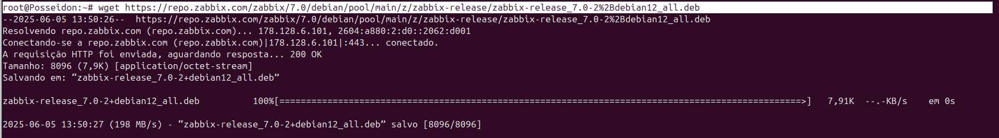 root@Posseidon:~# wget https://repo.zabbix.com/zabbix/7.0/debian/pool/main/z/zabbix-release/zabbix-release_7.0-2%2Bdebian12_all.deb
--2025-06-05 13:50:26--  https://repo.zabbix.com/zabbix/7.0/debian/pool/main/z/zabbix-release/zabbix-release_7.0-2%2Bdebian12_all.deb
Resolvendo repo.zabbix.com (repo.zabbix.com)... 178.128.6.101, 2604:a880:2:d0::2062:d001
Conectando-se a repo.zabbix.com (repo.zabbix.com)|178.128.6.101|:443... conectado.
A requisição HTTP foi enviada, aguardando resposta... 200 OK
Tamanho: 8096 (7,9K) [application/octet-stream]
Salvando em: “zabbix-release_7.0-2+debian12_all.deb”
zabbix-release_7.0-2+debian12_all.deb          100%[==================================================================================================>]   7,91K  --.-KB/s    em 0s
2025-06-05 13:50:27 (198 MB/s) - “zabbix-release_7.0-2+debian12_all.deb” salvo [8096/8096]